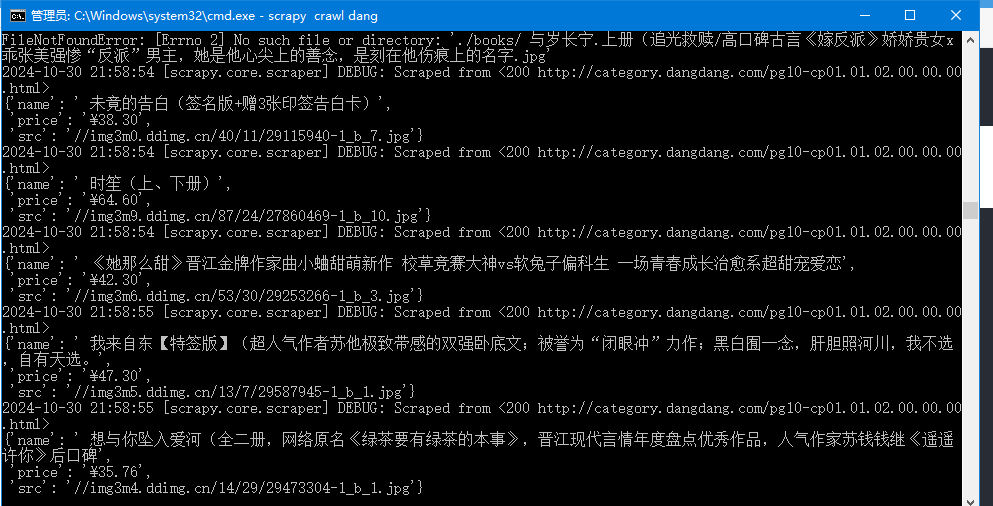 管理员: C:\Windows\system32\cmd.exe - scrapy  crawl dang
FileNotFoundError: [Errno 2] No such file or directory: './books/ 与岁长宁.上册（追光救赎/高口碑古言《嫁反派》娇娇贵女x
乖张美强惨“反派”男主，她是他心尖上的善念，是刻在他伤痕上的名字.jpg'
2024-10-30 21:58:54 [scrapy.core.scraper] DEBUG: Scraped from <200 http://category.dangdang.com/pg10-cp01.01.02.00.00.00
.html>
{'name': ' 未竟的告白（签名版+赠3张印签告白卡）',
 'price': '¥38.30',
 'src': '//img3m0.ddimg.cn/40/11/29115940-1_b_7.jpg'}
2024-10-30 21:58:54 [scrapy.core.scraper] DEBUG: Scraped from <200 http://category.dangdang.com/pg10-cp01.01.02.00.00.00
.html>
{'name': ' 时笙（上、下册）',
 'price': '¥64.60',
 'src': '//img3m9.ddimg.cn/87/24/27860469-1_b_10.jpg'}
2024-10-30 21:58:54 [scrapy.core.scraper] DEBUG: Scraped from <200 http://category.dangdang.com/pg10-cp01.01.02.00.00.00
.html>
{'name': ' 《她那么甜》晋江金牌作家曲小蛐甜萌新作 校草竞赛大神vs软兔子偏科生 一场青春成长治愈系超甜宠爱恋',
 'price': '¥42.30',
 'src': '//img3m6.ddimg.cn/53/30/29253266-1_b_3.jpg'}
2024-10-30 21:58:55 [scrapy.core.scraper] DEBUG: Scraped from <200 http://category.dangdang.com/pg10-cp01.01.02.00.00.00
.html>
{'name': ' 我来自东【特签版】（超人气作者苏他极致带感的双强卧底文；被誉为“闭眼冲”力作；黑白囿一念，肝胆照河川，我不选
，自有天选。',
 'price': '¥47.30',
 'src': '//img3m5.ddimg.cn/13/7/29587945-1_b_1.jpg'}
2024-10-30 21:58:55 [scrapy.core.scraper] DEBUG: Scraped from <200 http://category.dangdang.com/pg10-cp01.01.02.00.00.00
.html>
{'name': ' 想与你坠入爱河（全二册，网络原名《绿茶要有绿茶的本事》，晋江现代言情年度盘点优秀作品，人气作家苏钱钱继《遥遥
许你》后口碑',
 'price': '¥35.76',
 'src': '//img3m4.ddimg.cn/14/29/29473304-1_b_1.jpg'}